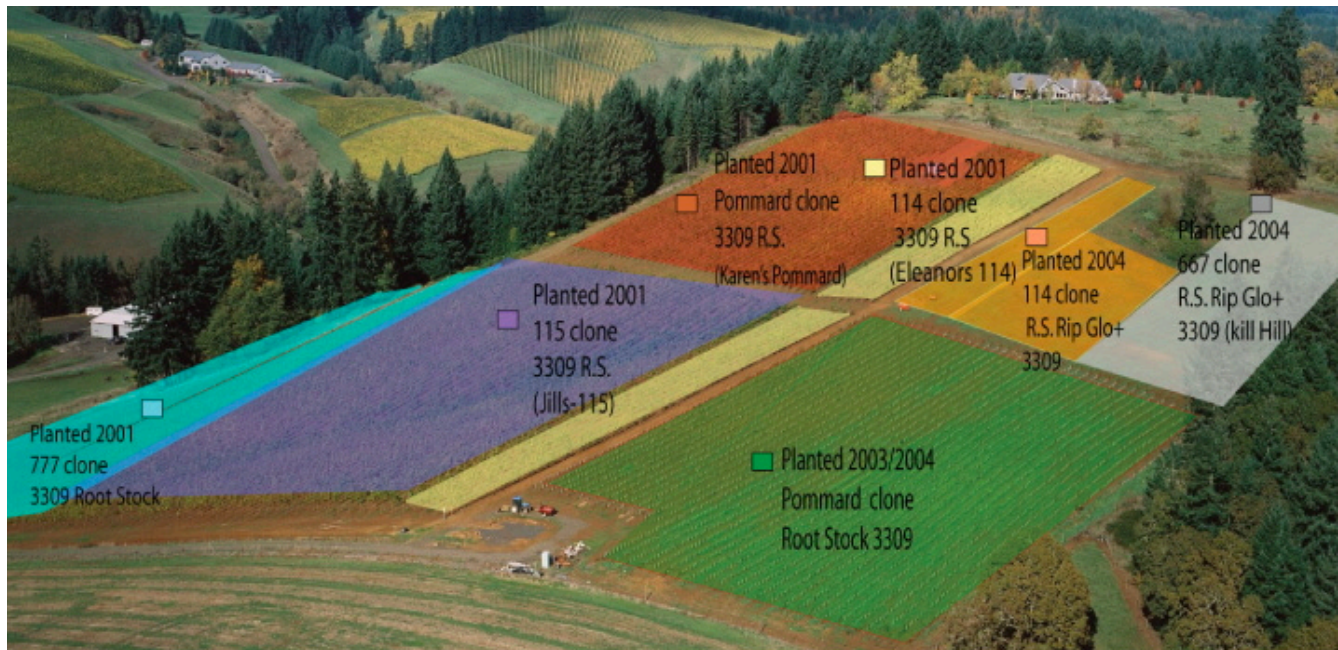 Planted 2001
Pommard clone
3309 R.S.
(Karen's Pommard)
Planted 2001
114 clone
3309 R.S
(Eleanors 114)
Planted 2004
114 clone
R.S. Rip Glo+
3309
Planted 2004
667 clone
R.S. Rip Glo+
3309 (kill Hill)
Planted 2001
115 clone
3309 R.S.
(Jills-115)
Planted 2001
777 clone
3309 Root Stock
Planted 2003/2004
Pommard clone
Root Stock 3309